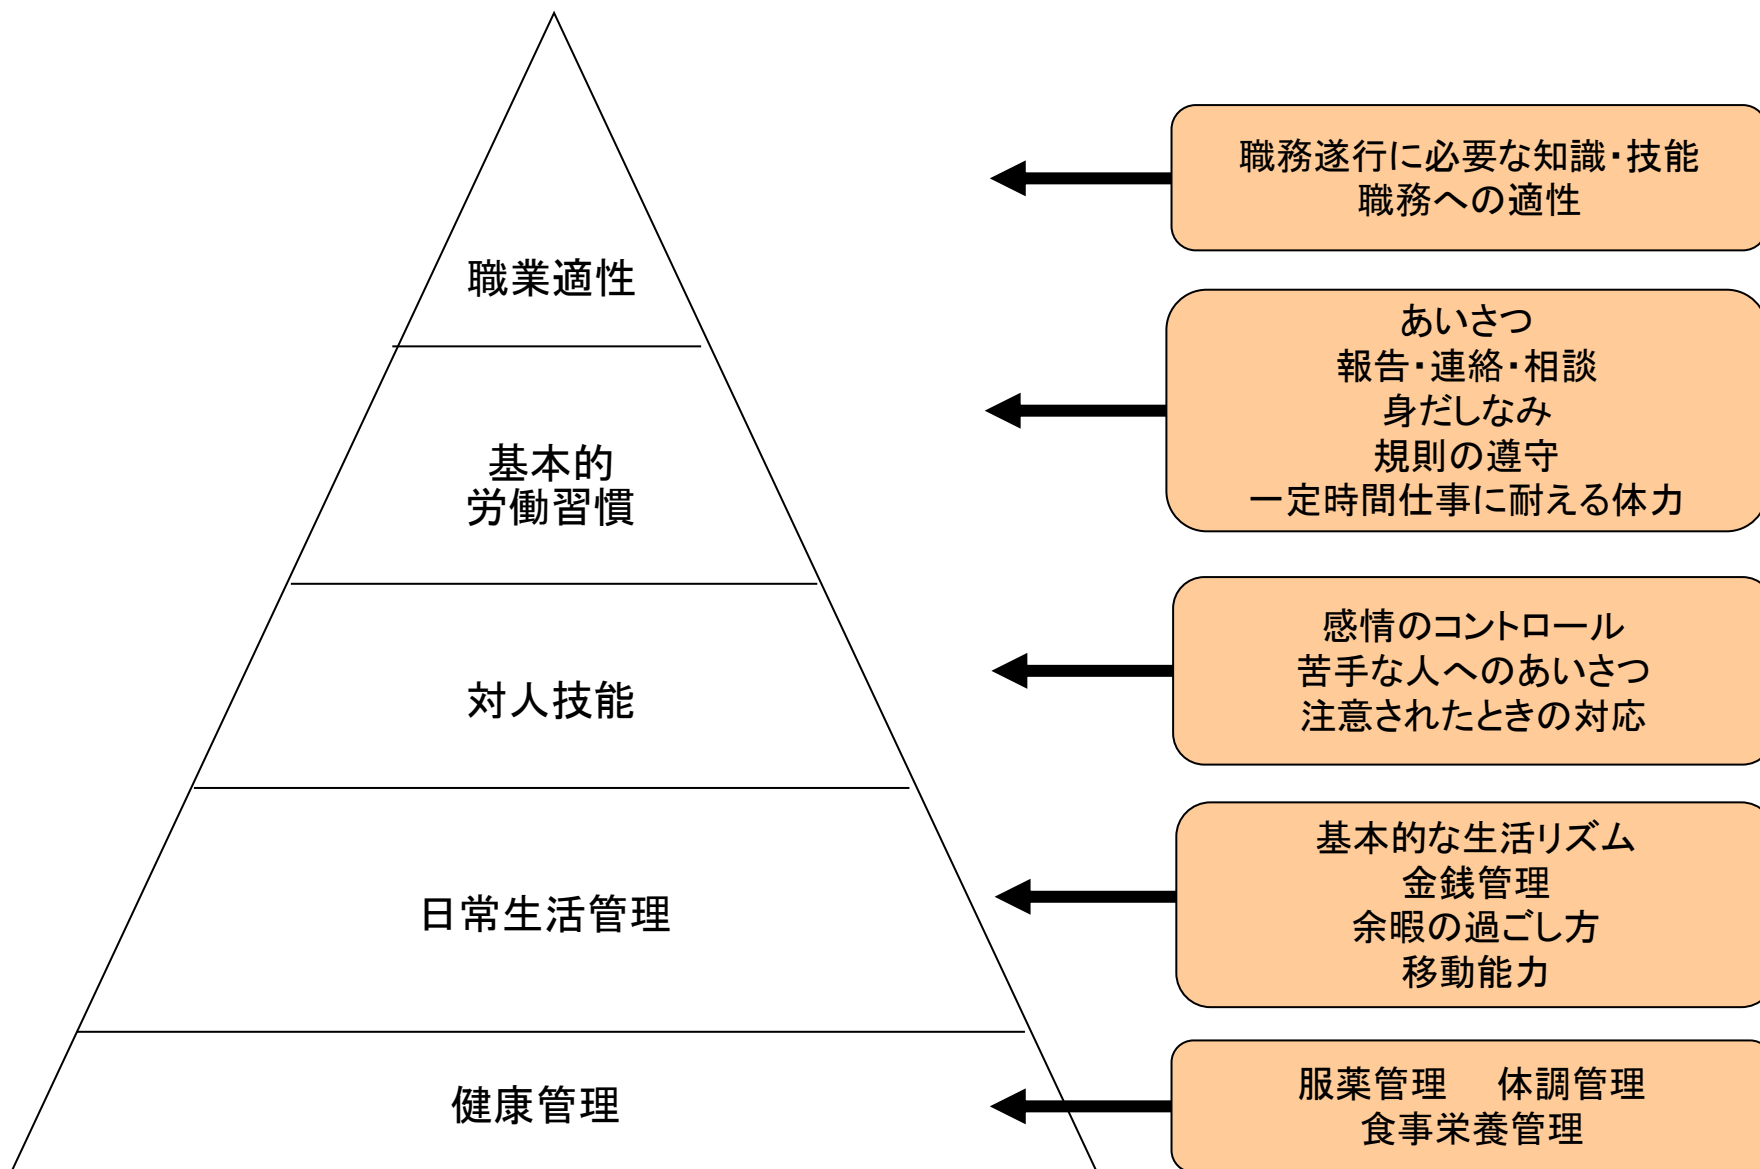 職業適性
職務遂行に必要な知識・技能
職務への適性
基本的
労働習慣
あいさつ
報告・連絡・相談
身だしなみ
規則の遵守
一定時間仕事に耐える体力
対人技能
感情のコントロール
苦手な人へのあいさつ
注意されたときの対応
日常生活管理
基本的な生活リズム
金銭管理
余暇の過ごし方
移動能力
健康管理
服薬管理　体調管理
食事栄養管理